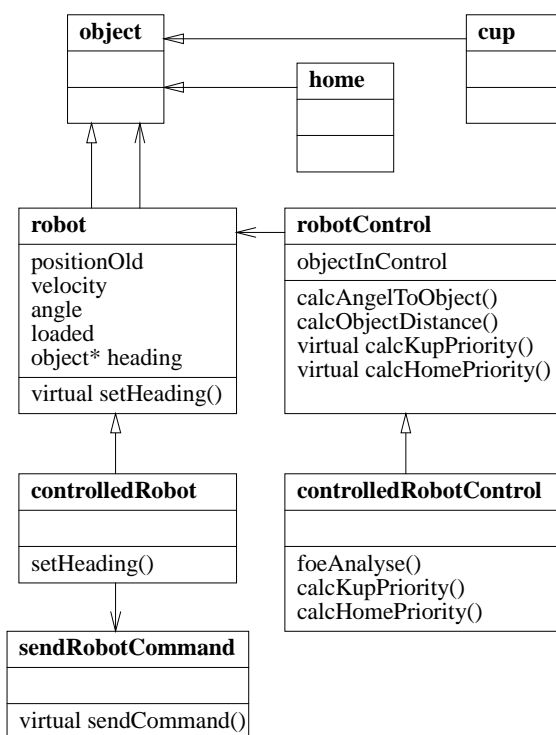 object
cup
home
robot
positionOld
velocity
angle
loaded
object* heading
virtual setHeading()
robotControl
objectInControl
calcAngelToObject()
calcObjectDistance()
virtual calcKupPriority()
virtual calcHomePriority()
controlledRobot
setHeading()
controlledRobotControl
foeAnalyse()
calcKupPriority()
calcHomePriority()
sendRobotCommand
virtual sendCommand()